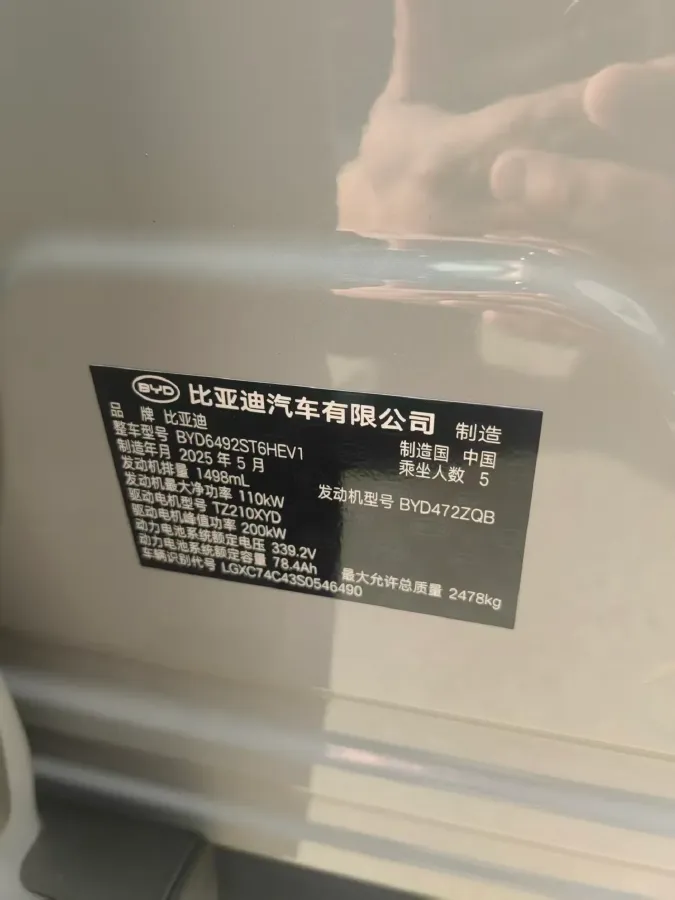 BYD 比亚迪汽车有限公司 制造
品牌 比亚迪 制造国 中国
整车型号 BYD6492ST6HEV1 乘坐人数 5
制造年月 2025年5月
发动机排量 1498mL 发动机型号 BYD472ZQB
发动机最大净功率 110kW
驱动电机型号 TZ210XYD
驱动电机峰值功率 200kW
动力电池系统额定电压 339.2V
动力电池系统额定容量 78.4Ah 最大允许总质量 2478kg
车辆识别代号 LGXC74C43S0546490